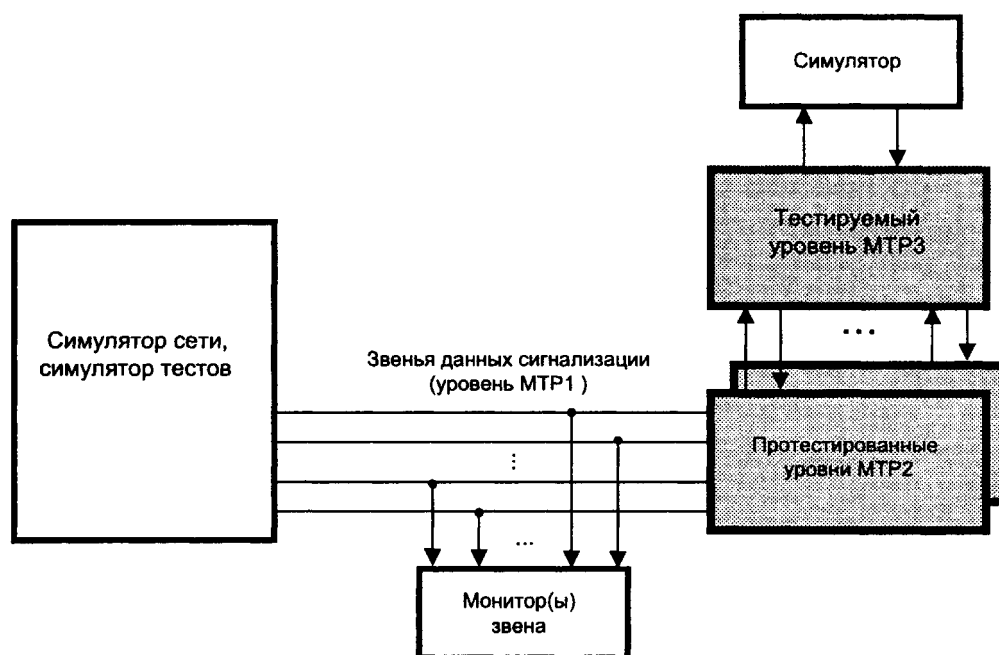 Симулятор
Тестируемый
уровень МТР3
Симулятор сети,
симулятор тестов
Звенья данных сигнализации
(уровень МТР1 )
Протестированные
уровни МТР2
Монитор(ы)
звена